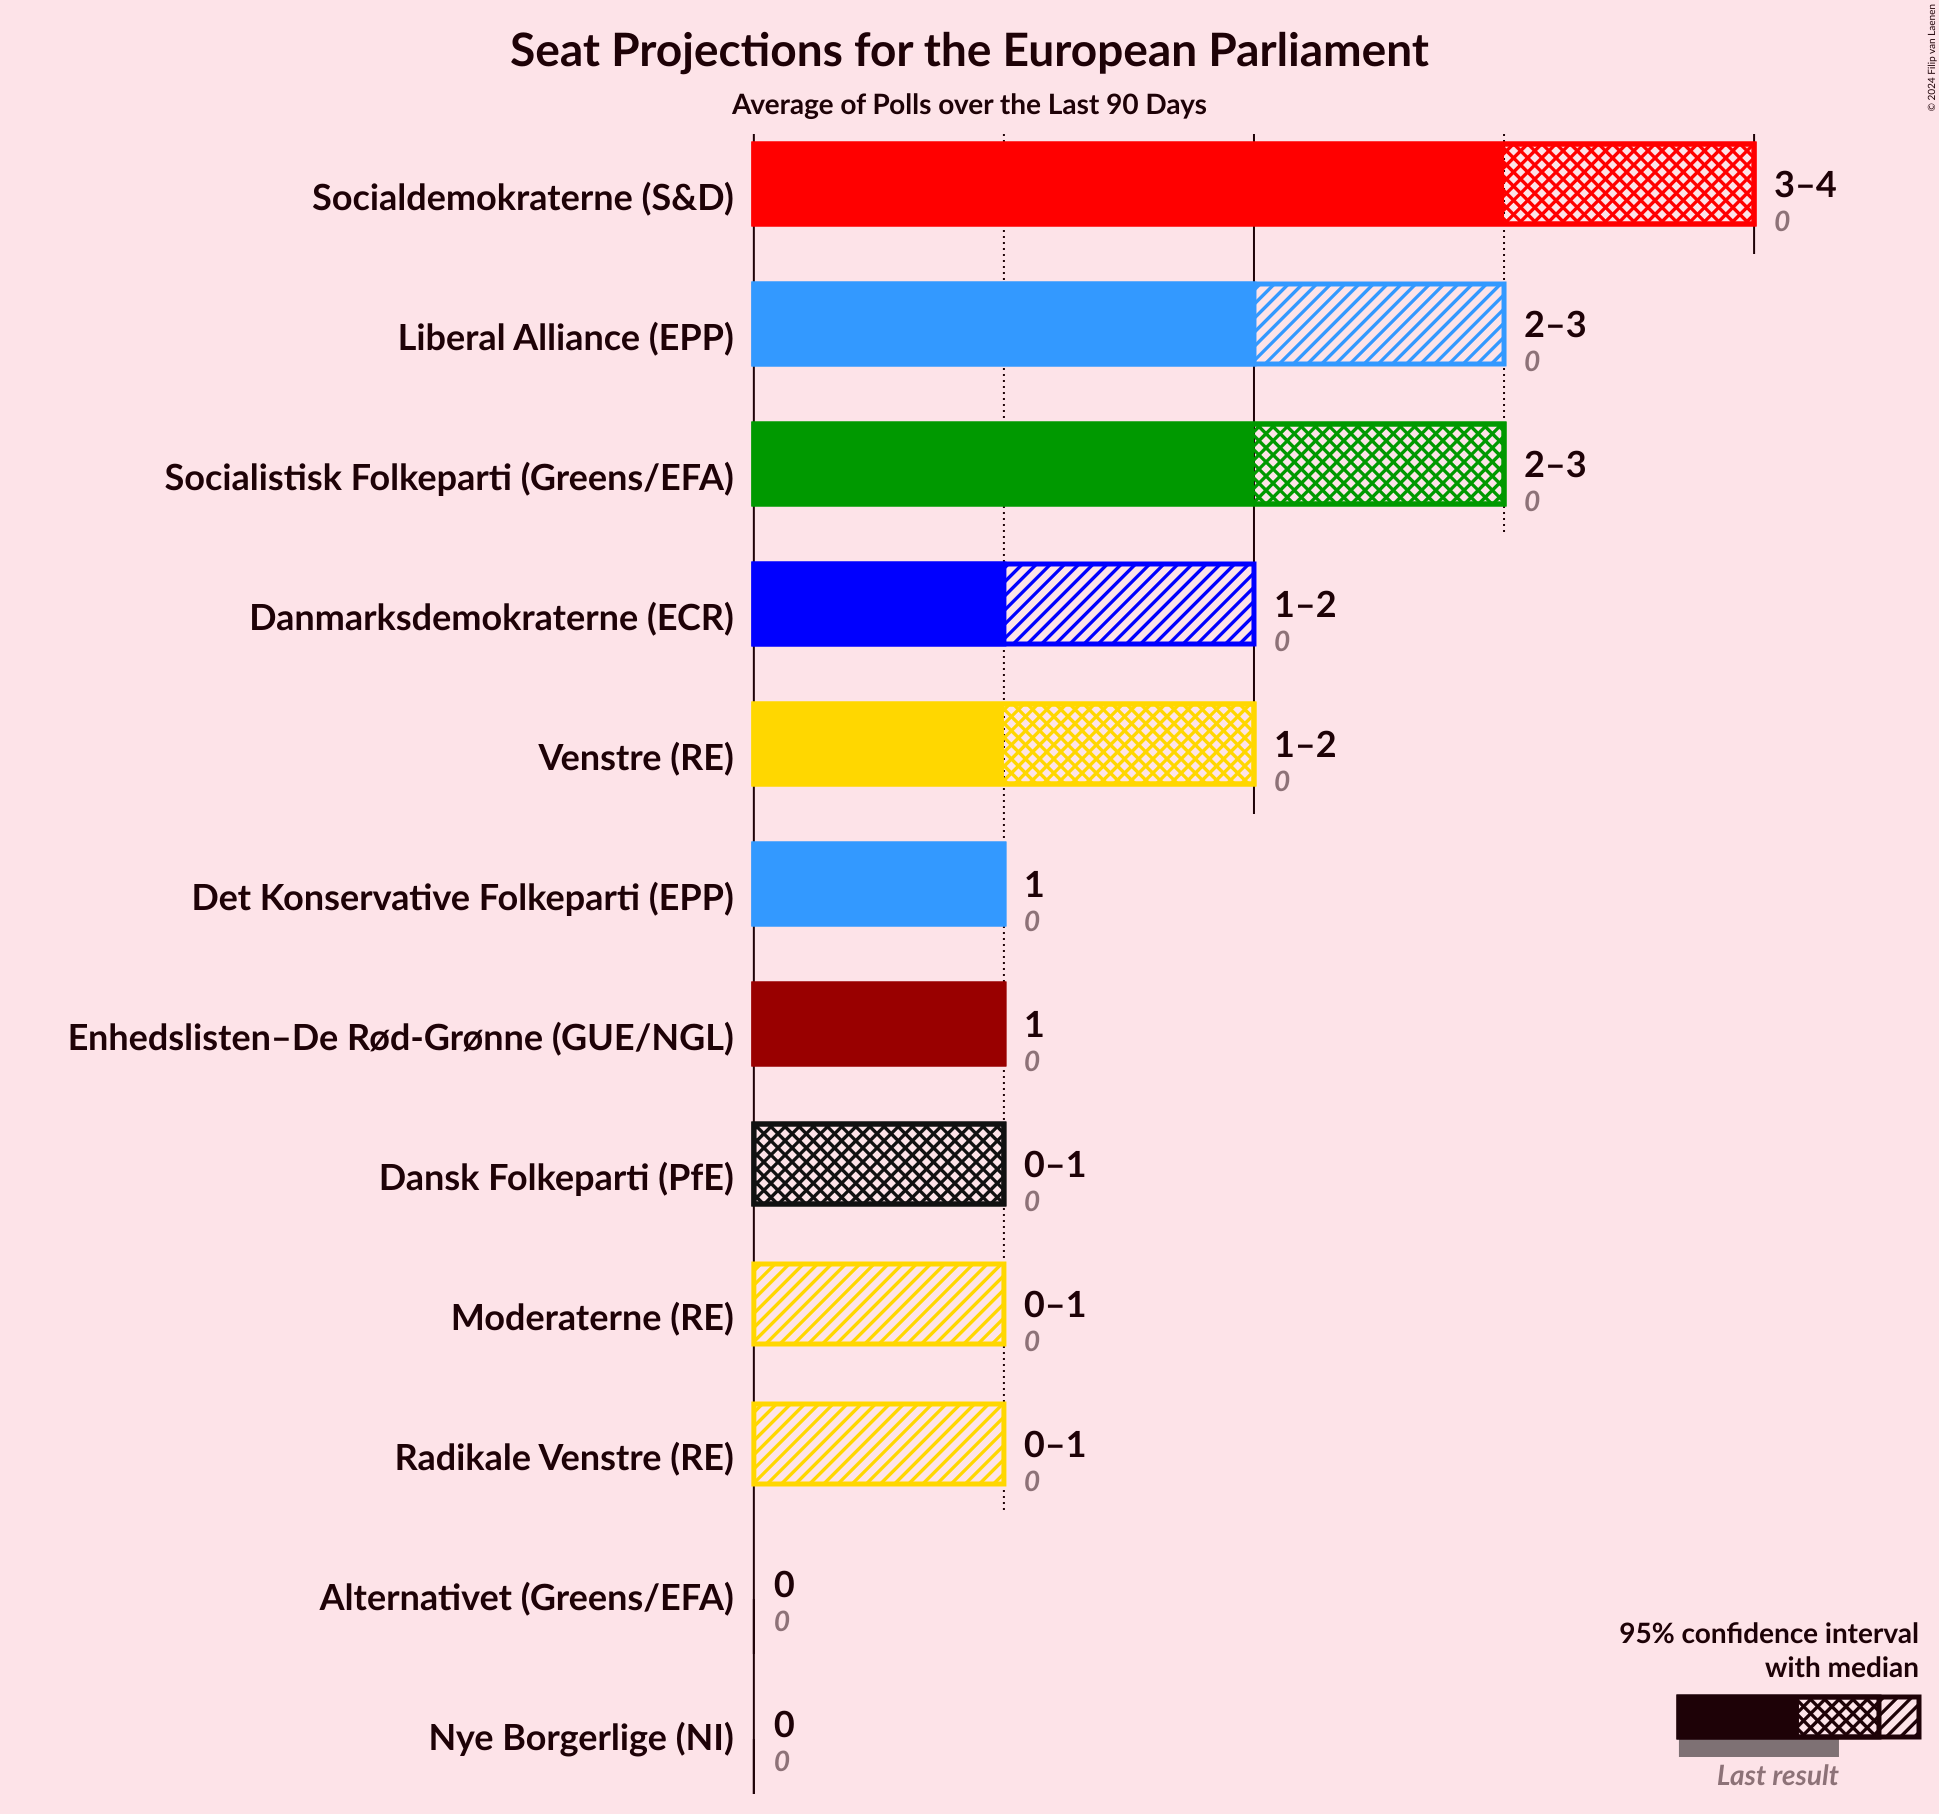 Seat Projections for the European Parliament
Average of Polls over the Last 90 Days
© 2024 Filip van Laenen
Socialdemokraterne (S&D)
3–4
0
Liberal Alliance (EPP)
2–3
0
Socialistisk Folkeparti (Greens/EFA)
2–3
0
Danmarksdemokraterne (ECR)
1–2
0
Venstre (RE)
1–2
0
Det Konservative Folkeparti (EPP)
1
0
Enhedslisten–De Rød-Grønne (GUE/NGL)
1
0
Dansk Folkeparti (PfE)
0–1
0
Moderaterne (RE)
0–1
0
Radikale Venstre (RE)
0–1
0
Alternativet (Greens/EFA)
0
0
Nye Borgerlige (NI)
0
0
95% confidence interval
with median
Last result